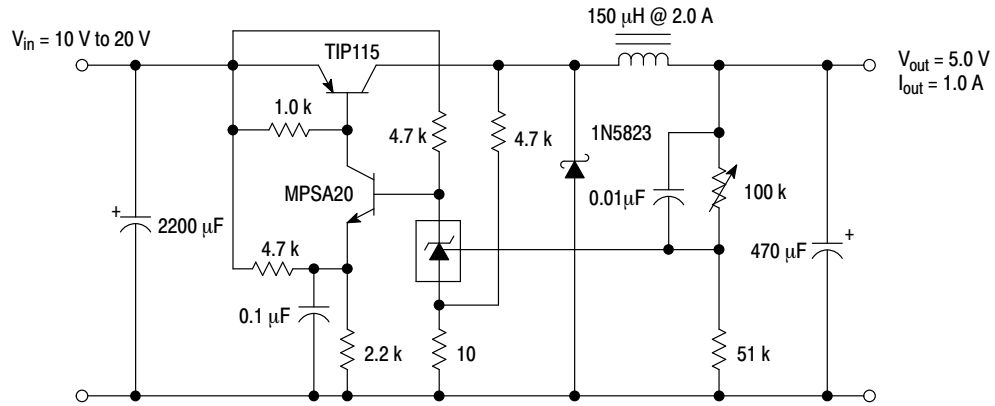 150 μH @ 2.0 A
Vin = 10 V to 20 V
TIP115
Vout = 5.0 V
Iout = 1.0 A
1.0 k
4.7 k
4.7 k
1N5823
MPSA20
0.01μF
100 k
+
2200 μF
4.7 k
470 μF
+
0.1 μF
2.2 k
10
51 k